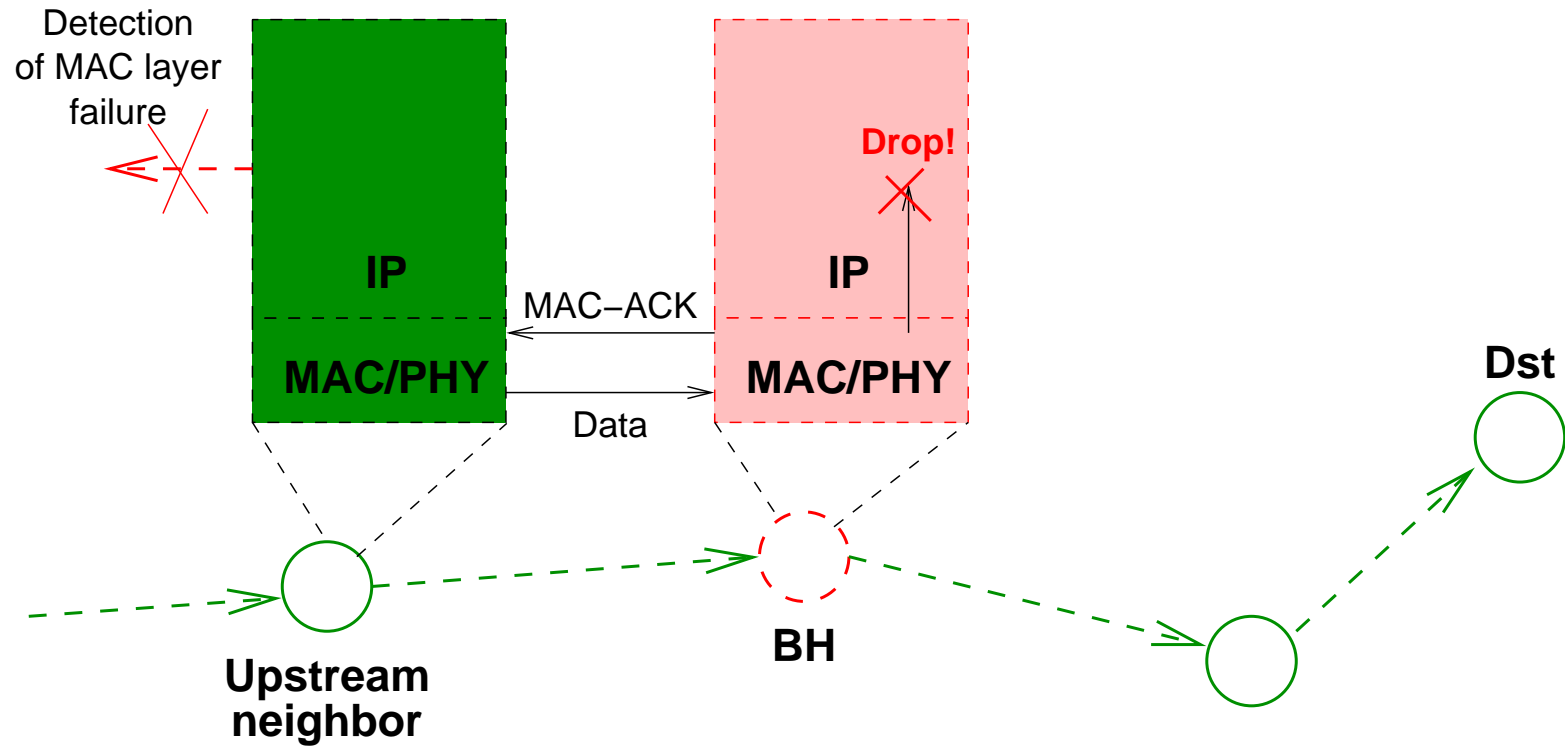 Detection
of MAC layer
failure
Drop!
IP
IP
MAC−ACK
MAC/PHY
MAC/PHY
Data
Dst
BH
Upstream
neighbor